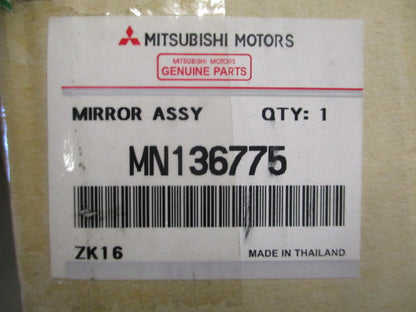 MITSUBISHI MOTORS
MITSUBISHI MOTORS
GENUINE PARTS
MIRROR ASSY QTY: 1
MN136775
ZK16 MADE IN THAILAND